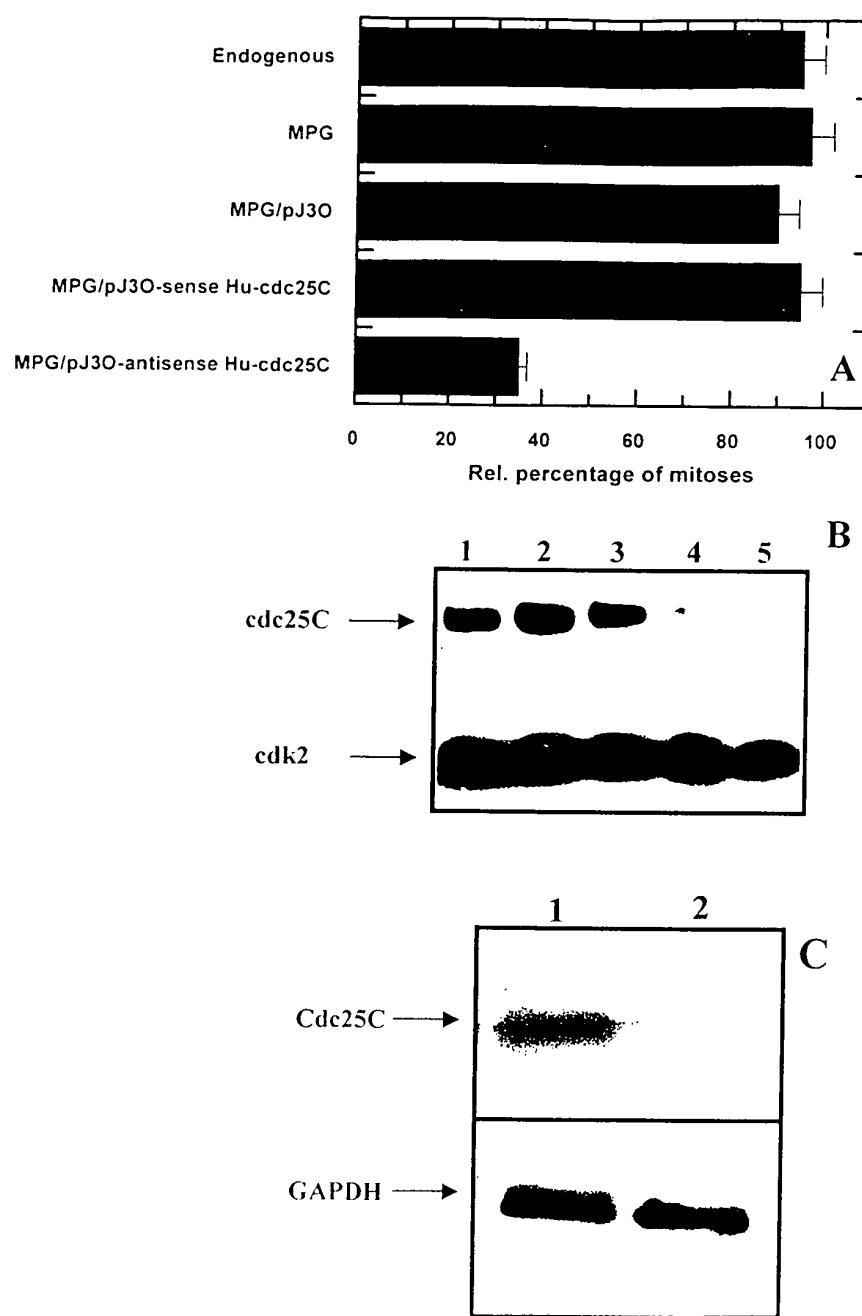 Endogenous
MPG
MPG/pJ3O
MPG/pJ3O-sense Hu-cdc25C
MPG/pJ3O-antisense Hu-cdc25C
A
0 20 40 60 80 100
Rel. percentage of mitoses
B
1 2 3 4 5
cdc25C
cdk2
C
1 2
Cdc25C
GAPDH